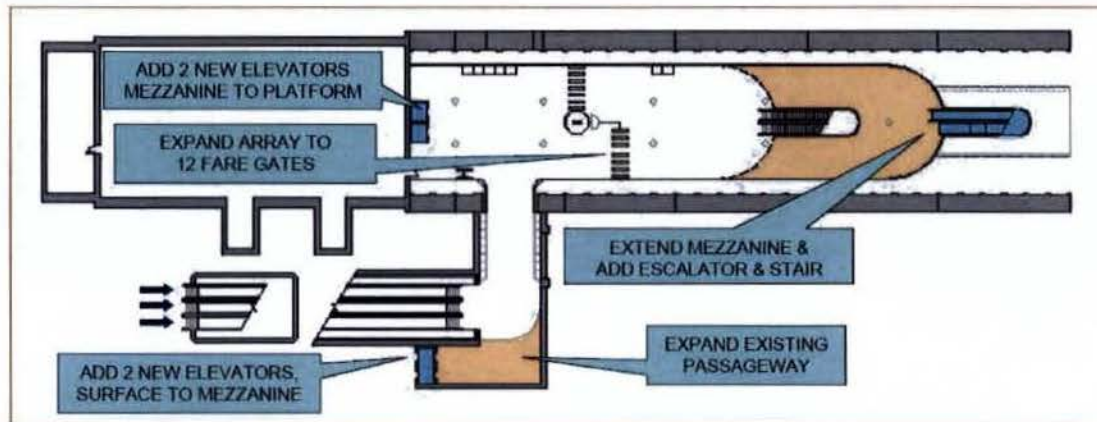 ADD 2 NEW ELEVATORS
MEZZANINE TO PLATFORM
EXPAND ARRAY TO
12 FARE GATES
EXTEND MEZZANINE &
ADD ESCALATOR & STAIR
EXPAND EXISTING
PASSAGEWAY
ADD 2 NEW ELEVATORS,
SURFACE TO MEZZANINE